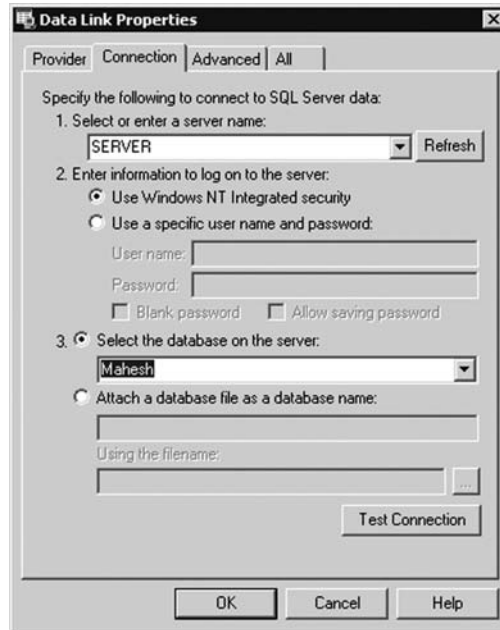 Data Link Properties
Provider Connection Advanced All
Specify the following to connect to SQL Server data:
1. Select or enter a server name:
SERVER Refresh
2. Enter information to log on to the server:
Use Windows NT Integrated security
Use a specific user name and password:
User name:
Password:
Blank password Allow saving password
3. Select the database on the server:
Mahesh
Attach a database file as a database name:
Using the filename:
...
Test Connection
OK Cancel Help